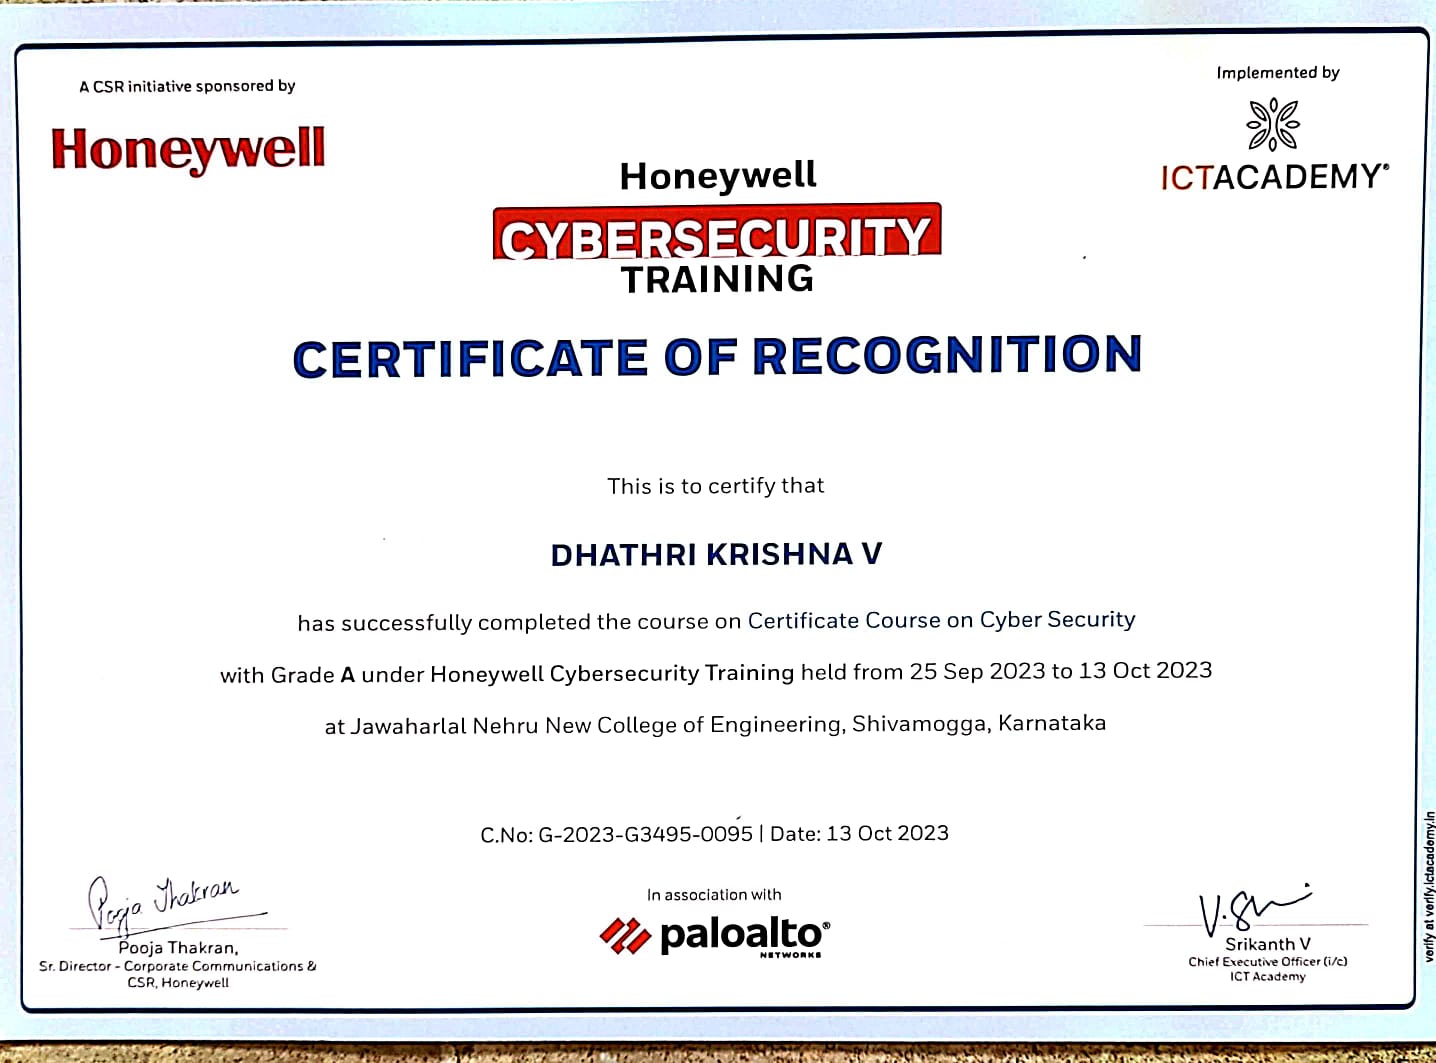 A CSR initiative sponsored by
Honeywell
Implemented by
ICTACADEMY®
Honeywell
CYBERSECURITY
TRAINING
CERTIFICATE OF RECOGNITION
This is to certify that
DHATHRI KRISHNA V
has successfully completed the course on Certificate Course on Cyber Security
with Grade A under Honeywell Cybersecurity Training held from 25 Sep 2023 to 13 Oct 2023
at Jawaharlal Nehru New College of Engineering, Shivamogga, Karnataka
C.No: G-2023-G3495-0095 | Date: 13 Oct 2023
Pooja Thakran
Pooja Thakran,
Sr. Director - Corporate Communications &
CSR, Honeywell
In association with
paloalto®
NETWORKS
V.S
Srikanth V
Chief Executive Officer (i/c)
ICT Academy
verify at verify.ictacademy.in